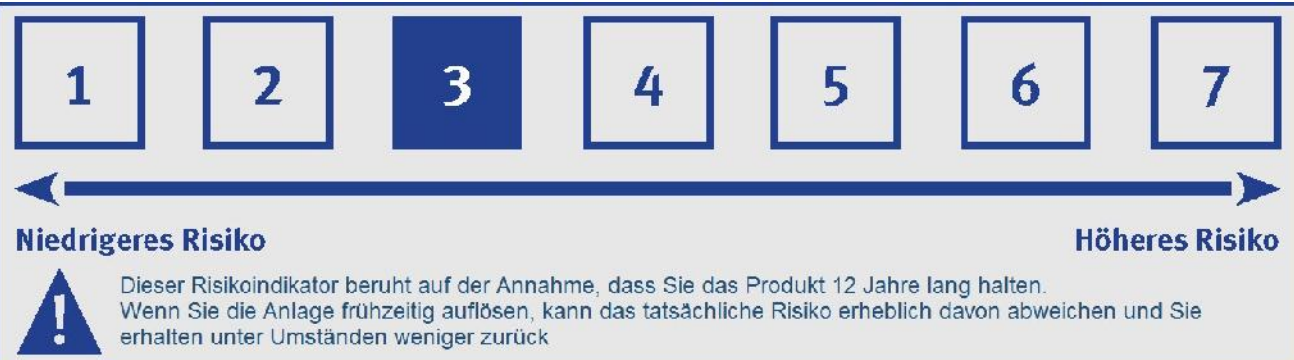 1 2 3 4 5 6 7
Niedrigeres Risiko Höheres Risiko
!
Dieser Risikoindikator beruht auf der Annahme, dass Sie das Produkt 12 Jahre lang halten.
Wenn Sie die Anlage frühzeitig auflösen, kann das tatsächliche Risiko erheblich davon abweichen und Sie
erhalten unter Umständen weniger zurück